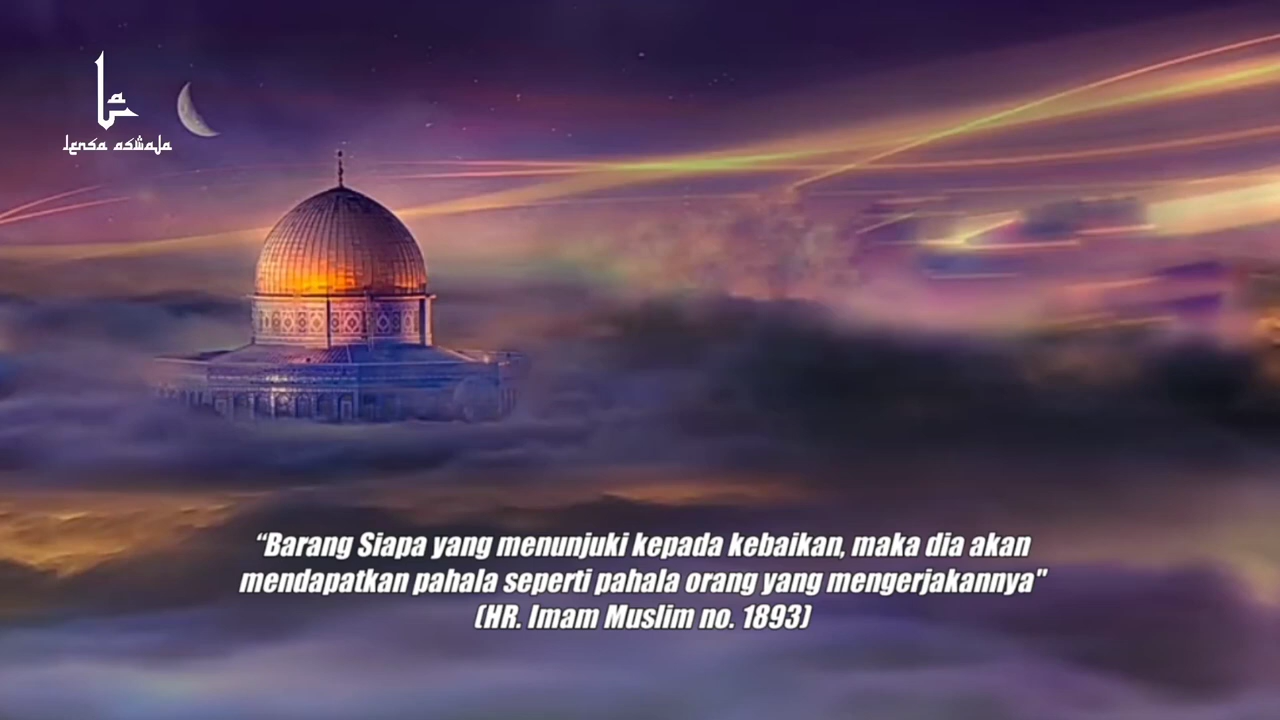 Lensa Aswaja
“Barang Siapa yang menunjuki kepada kebaikan, maka dia akan
mendapatkan pahala seperti pahala orang yang mengerjakannya"
(HR. Imam Muslim no. 1893)